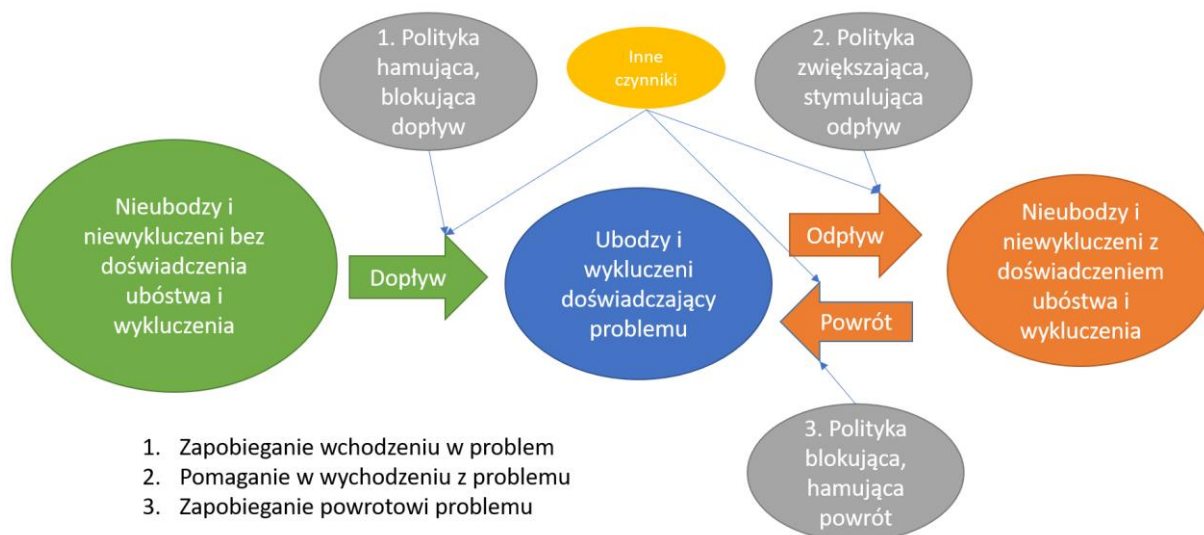 1. Polityka
hamująca,
blokująca
dopływ
Inne
czynniki
2. Polityka
zwiększająca,
stymulująca
odpływ
Nieubodzy i
niewykluczeni bez
doświadczenia
ubóstwa i
wykluczenia
Dopływ
Ubodzy i
wykluczeni
doświadczający
problemu
Odpływ
Powrót
Nieubodzy i
niewykluczeni z
doświadczeniem
ubóstwa i
wykluczenia
3. Polityka
blokująca,
hamująca
powrót
1. Zapobieganie wchodzeniu w problem
2. Pomaganie w wychodzeniu z problemu
3. Zapobieganie powrotowi problemu